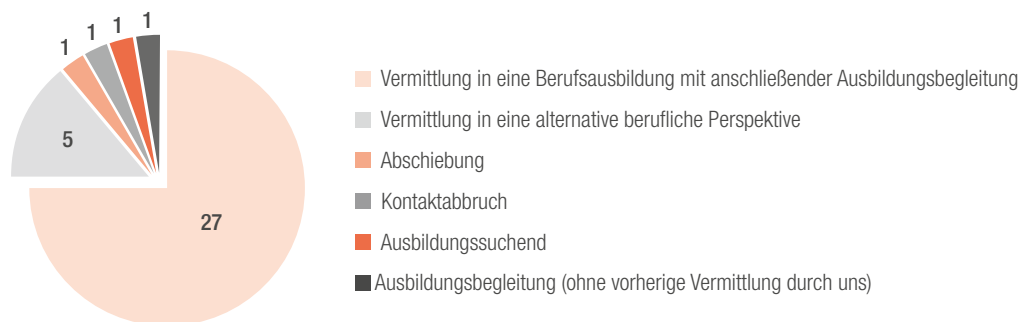 1
1
1
1
5
27
Vermittlung in eine Berufsausbildung mit anschließender Ausbildungsbegleitung
Vermittlung in eine alternative berufliche Perspektive
Abschiebung
Kontaktabbruch
Ausbildungssuchend
Ausbildungsbegleitung (ohne vorherige Vermittlung durch uns)